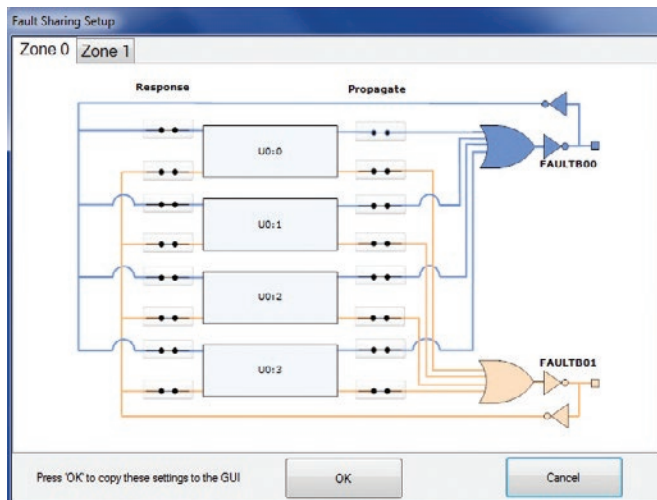 Fault Sharing Setup
Zone 0 Zone 1
Response Propagate
U0:0
FAULTB00
U0:1
U0:2
U0:3
FAULTB01
Press 'OK' to copy these settings to the GUI OK Cancel